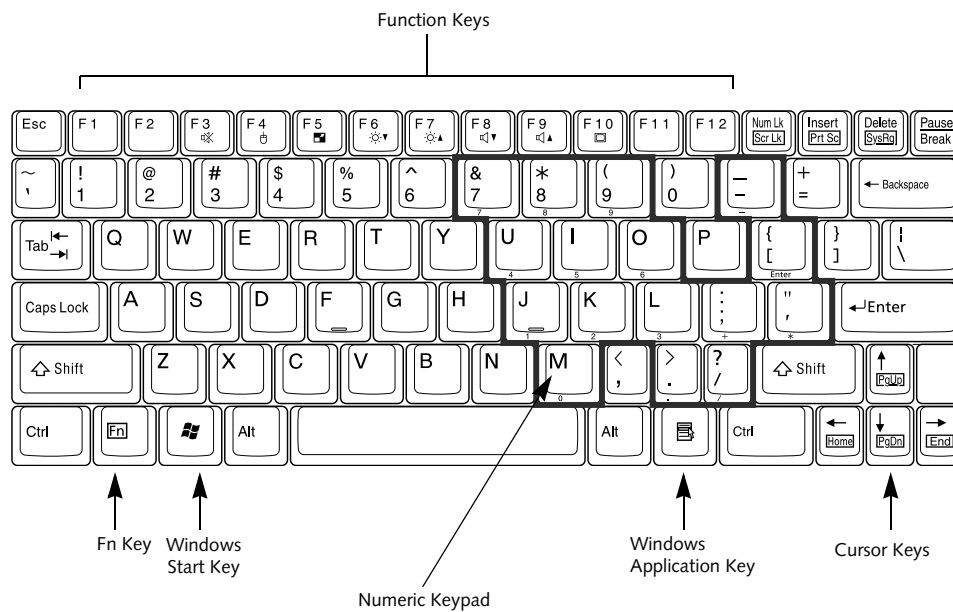 Function Keys
Esc F1 F2 F3 F4 F5 F6 F7 F8 F9 F10 F11 F12 Num Lk Insert Delete Pause
Scr Lk Prt Sc SysRq Break
~ ! @ # $ % ^ & * ( ) — +
` 1 2 3 4 5 6 7 8 9 0 - = ← Backspace
7 8 9 -
Tab Q W E R T Y U I O P { } ¦
[ ] \
4 5 6 Enter
Caps Lock A S D F G H J K L : " Enter
; '
1 2 3 + *
Shift Z X C V B N M < > ? Shift ↑
, . / PgUp
0 . /
Ctrl Fn Alt Alt Ctrl ← ↓ →
Home PgDn End
Fn Key Windows Windows Cursor Keys
Start Key Application Key
Numeric Keypad